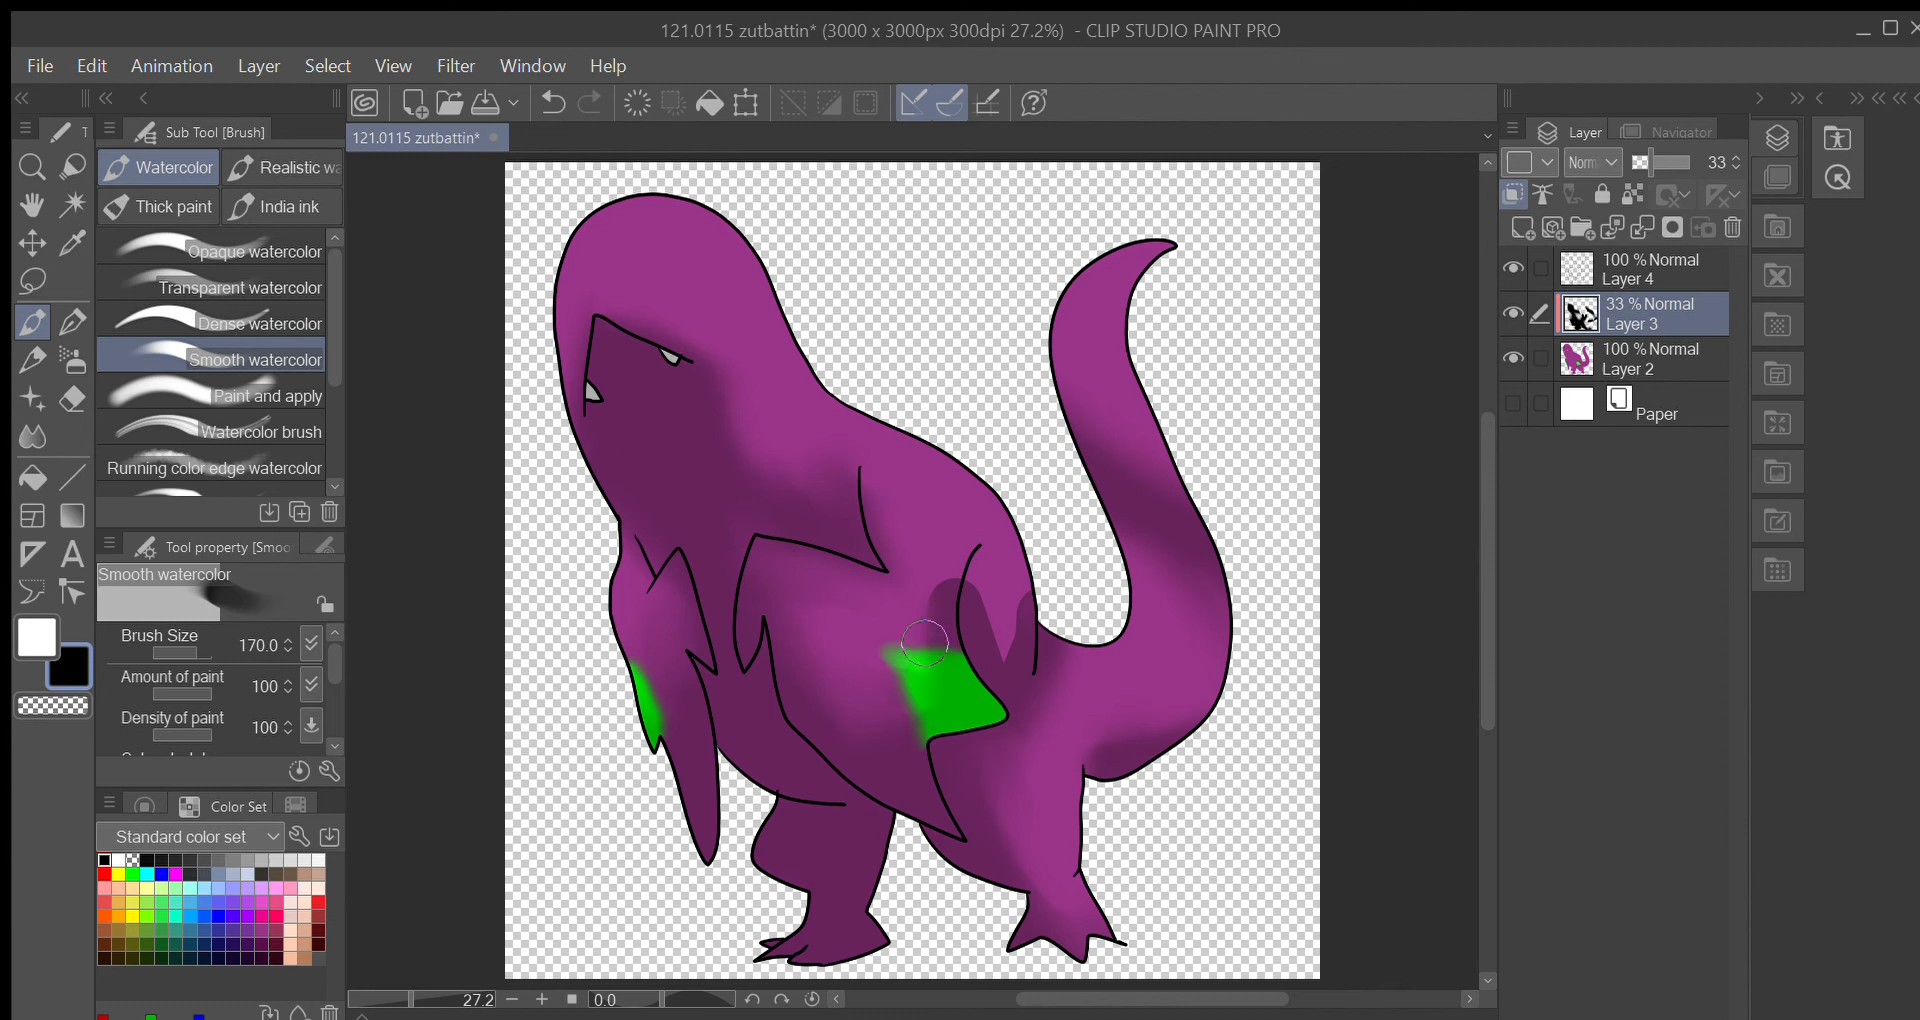 121.0115 zutbattin* (3000 x 3000px 300dpi 27.2%) - CLIP STUDIO PAINT PRO
File Edit Animation Layer Select View Filter Window Help
Sub Tool [Brush]
121.0115 zutbattin*
Layer Navigator
Watercolor Realistic
Norm 33
Thick paint India ink
Opaque watercolor
Transparent watercolor
Dense watercolor
Smooth watercolor
Paint and apply
Watercolor brush
Running color edge watercolor
100 % Normal
Layer 4
33 % Normal
Layer 3
100 % Normal
Layer 2
Paper
Tool property [Smoo
Smooth watercolor
Brush Size 170.0
Amount of paint 100
Density of paint 100
Color Set
Standard color set
27.2 0.0